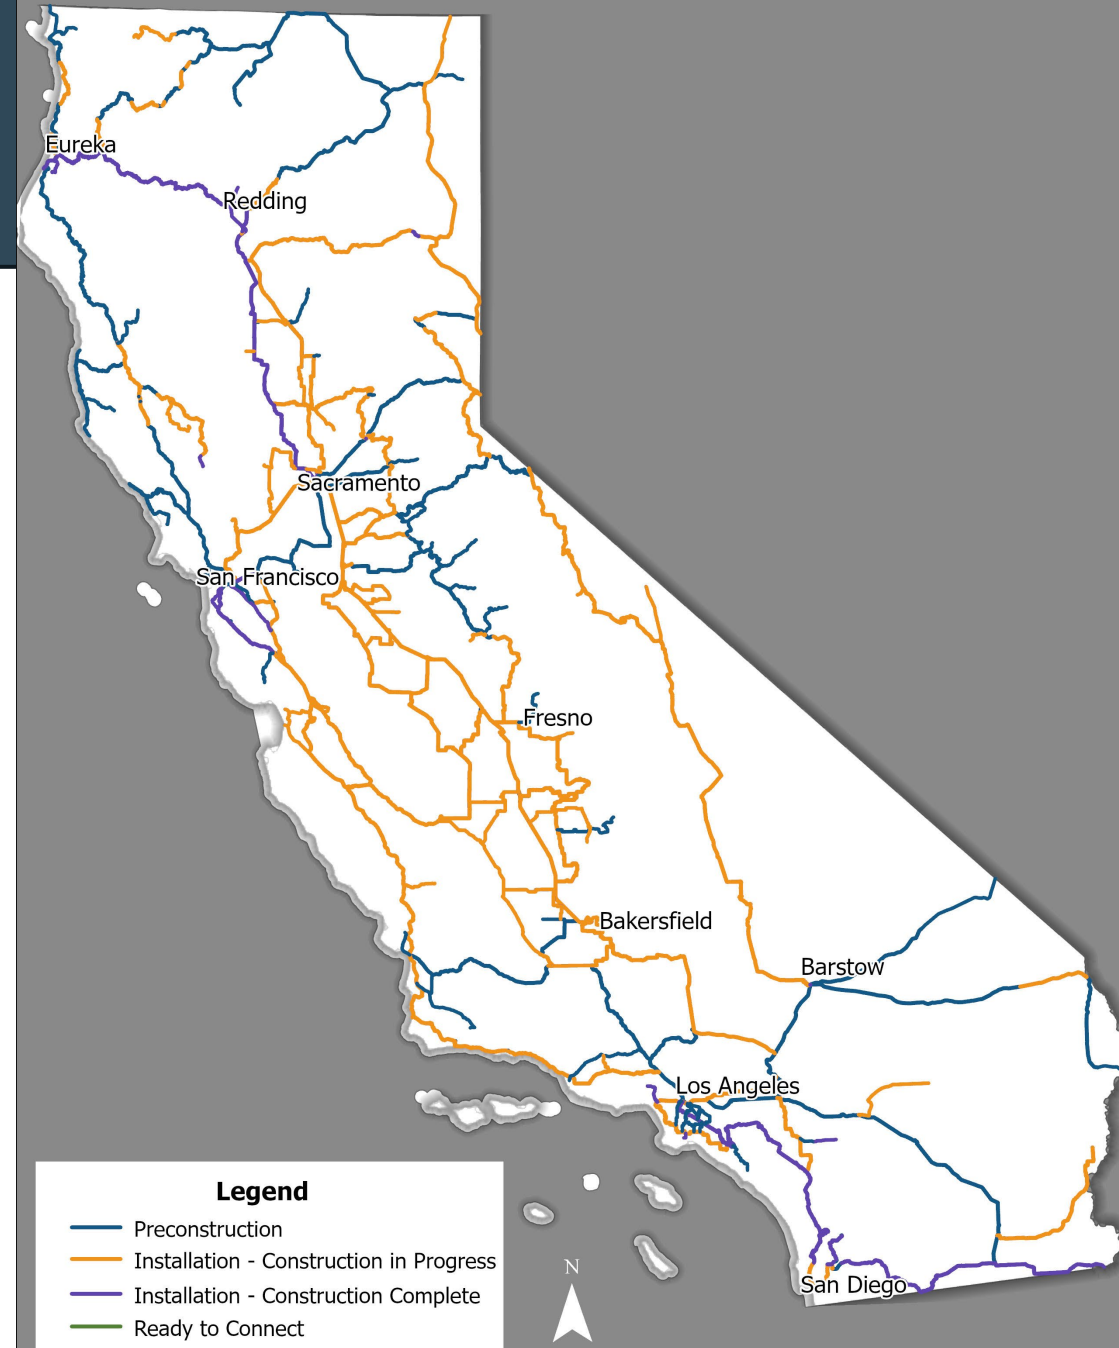 Eureka
Redding
Sacramento
San Francisco
Fresno
Bakersfield
Barstow
Los Angeles
San Diego
Legend
Preconstruction
Installation - Construction in Progress
Installation - Construction Complete
Ready to Connect
N